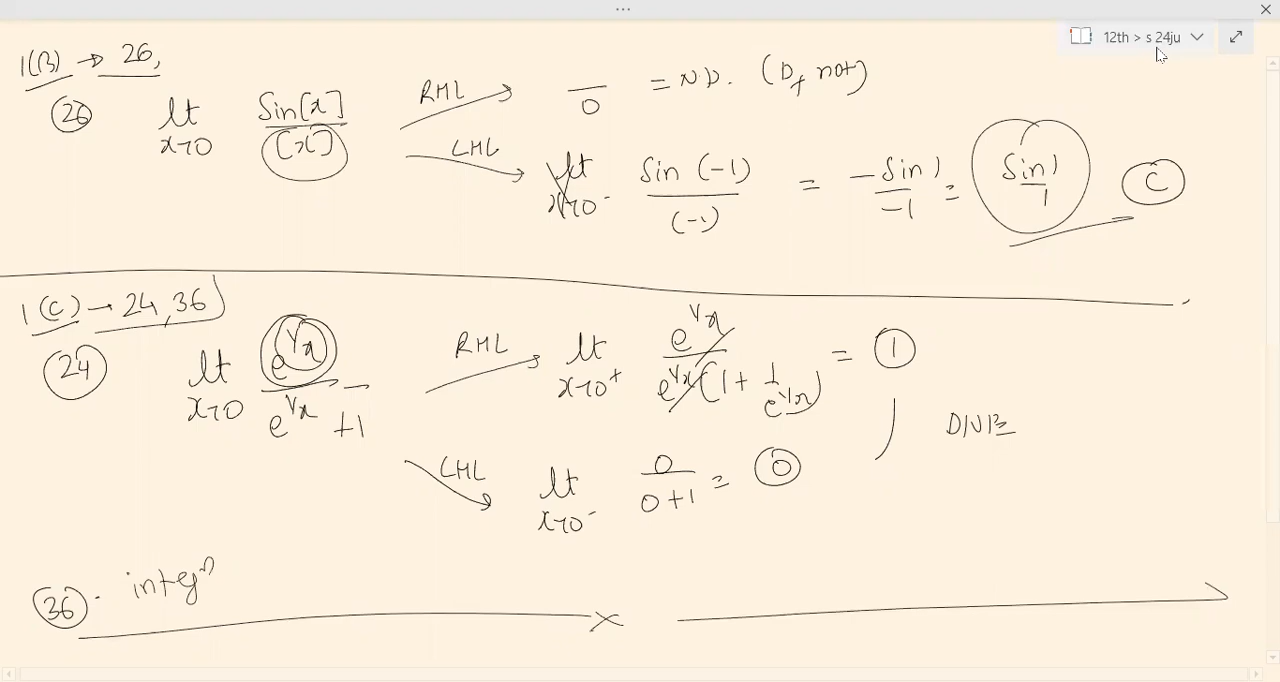 12th > s 24ju
1(B) → 26,
(26) lt x→0 Sin[x]/[x] RHL → /0 = ND. (Df not)
LHL → lt x→0⁻ Sin (-1)/(-1) = -Sin1/-1 = Sin1/1 (C)
1(C) → 24,36
(24) lt x→0 e^1/x / e^1/x +1 RHL → lt x→0⁺ e^1/x / e^1/x (1 + 1/e^1/x) = (1)
LHL → lt x→0⁻ 0/0+1 = (0)
(36). integⁿ